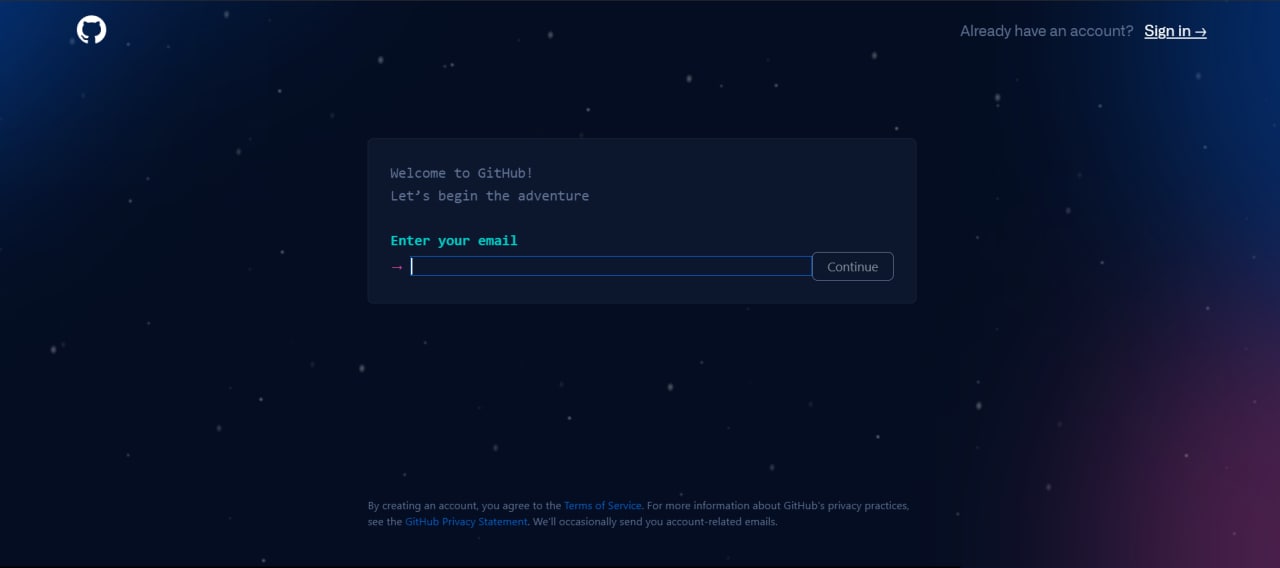 Already have an account? Sign in →
Welcome to GitHub!
Let’s begin the adventure
Enter your email
→ Continue
By creating an account, you agree to the Terms of Service. For more information about GitHub's privacy practices,
see the GitHub Privacy Statement. We'll occasionally send you account-related emails.